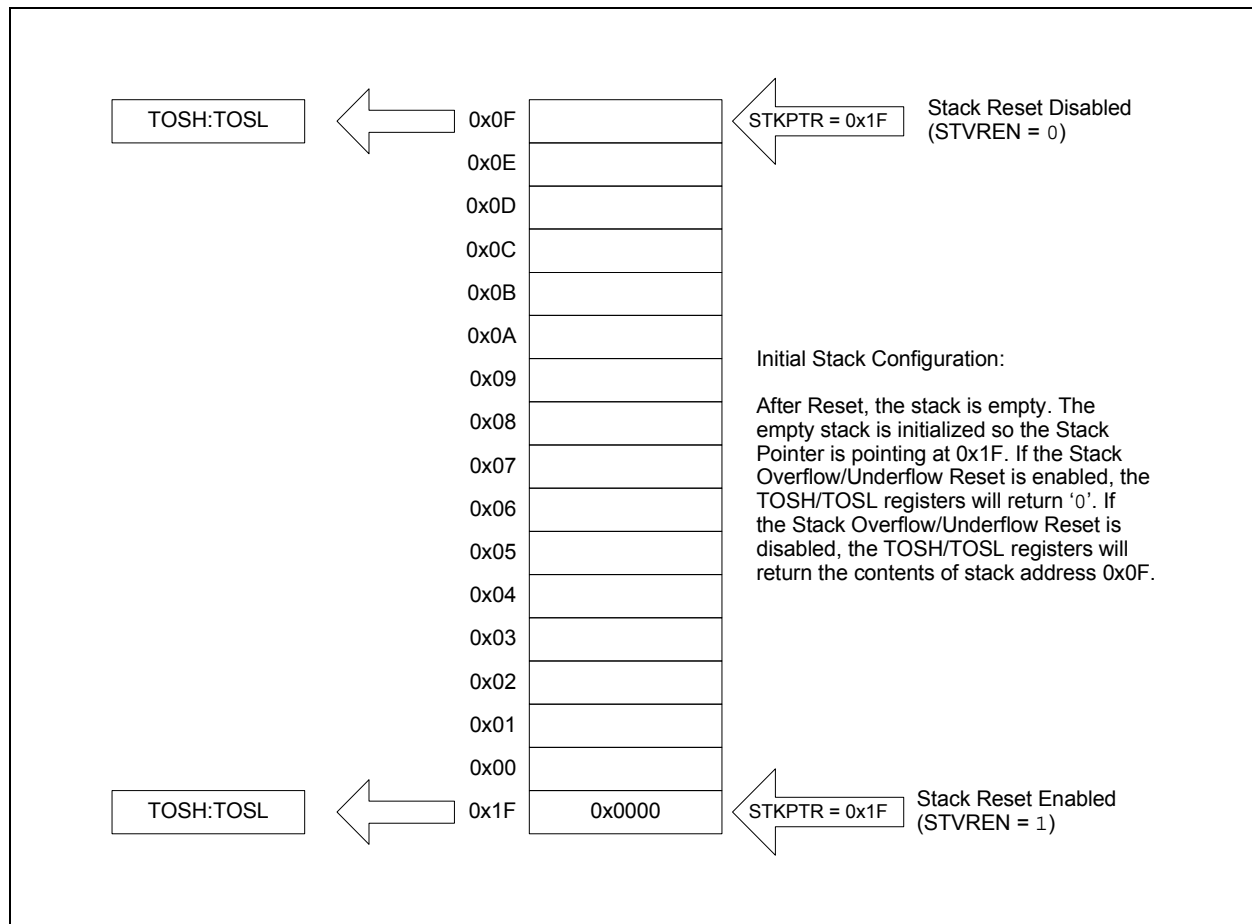 TOSH:TOSL
0x0F
STKPTR = 0x1F
Stack Reset Disabled
(STVREN = 0)
0x0E
0x0D
0x0C
0x0B
0x0A
0x09
0x08
0x07
0x06
0x05
0x04
0x03
0x02
0x01
0x00
Initial Stack Configuration:
After Reset, the stack is empty. The
empty stack is initialized so the Stack
Pointer is pointing at 0x1F. If the Stack
Overflow/Underflow Reset is enabled, the
TOSH/TOSL registers will return ‘0’. If
the Stack Overflow/Underflow Reset is
disabled, the TOSH/TOSL registers will
return the contents of stack address 0x0F.
TOSH:TOSL
0x1F
0x0000
STKPTR = 0x1F
Stack Reset Enabled
(STVREN = 1)